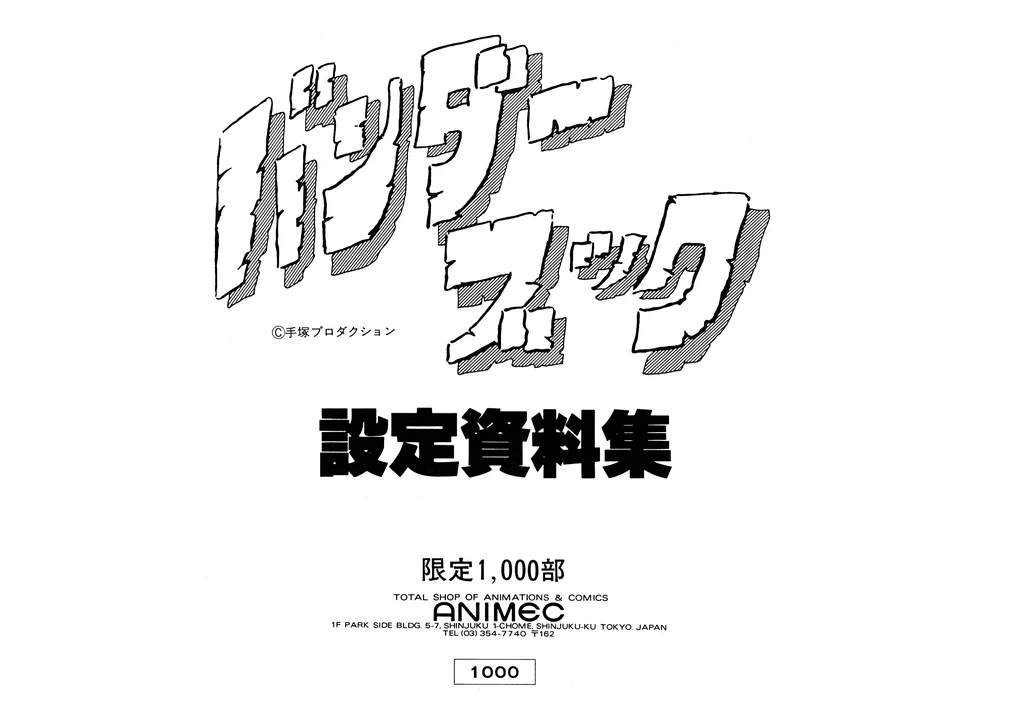 バンダー
ブック
©手塚プロダクション
設定資料集
限定1,000部
TOTAL SHOP OF ANIMATIONS & COMICS
ANIMEC
1F PARK SIDE BLDG. 5-7, SHINJUKU 1-CHOME, SHINJUKU-KU TOKYO. JAPAN
TEL (03) 354-7740 〒162
1000